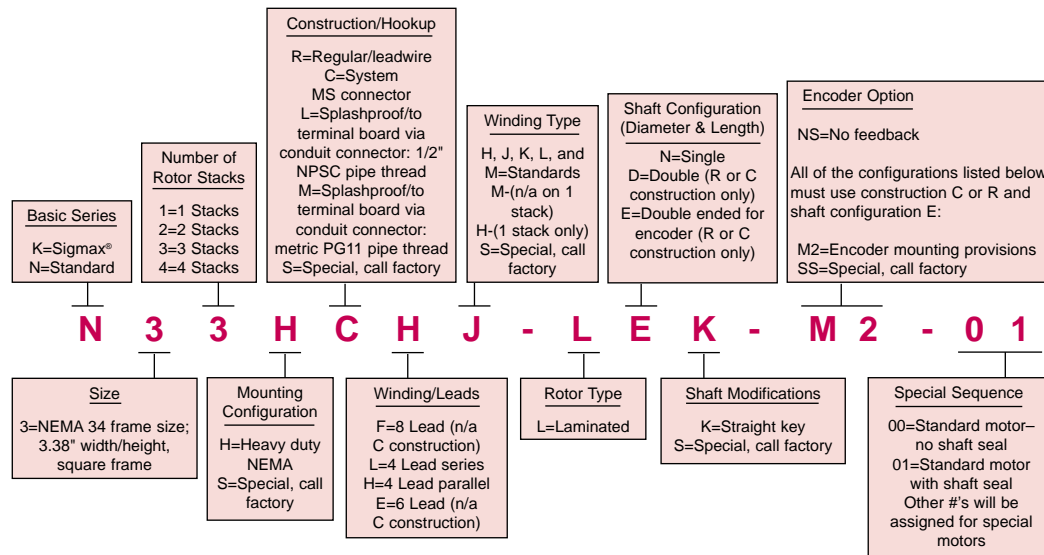 Construction/Hookup
R=Regular/leadwire
C=System
MS connector
L=Splashproof/to
terminal board via
conduit connector: 1/2"
NPSC pipe thread
M=Splashproof/to
terminal board via
conduit connector:
metric PG11 pipe thread
S=Special, call factory
Number of
Rotor Stacks
1=1 Stacks
2=2 Stacks
3=3 Stacks
4=4 Stacks
Basic Series
K=Sigmax®
N=Standard
Winding Type
H, J, K, L, and
M=Standards
M-(n/a on 1
stack)
H-(1 stack only)
S=Special, call
factory
Shaft Configuration
(Diameter & Length)
N=Single
D=Double (R or C
construction only)
E=Double ended for
encoder (R or C
construction only)
Encoder Option
NS=No feedback
All of the configurations listed below
must use construction C or R and
shaft configuration E:
M2=Encoder mounting provisions
SS=Special, call factory
N 3 3 H C H J - L E K - M 2 - 0 1
Size
3=NEMA 34 frame size;
3.38" width/height,
square frame
Mounting
Configuration
H=Heavy duty
NEMA
S=Special, call
factory
Winding/Leads
F=8 Lead (n/a
C construction)
L=4 Lead series
H=4 Lead parallel
E=6 Lead (n/a
C construction)
Rotor Type
L=Laminated
Shaft Modifications
K=Straight key
S=Special, call factory
Special Sequence
00=Standard motor–
no shaft seal
01=Standard motor
with shaft seal
Other #'s will be
assigned for special
motors